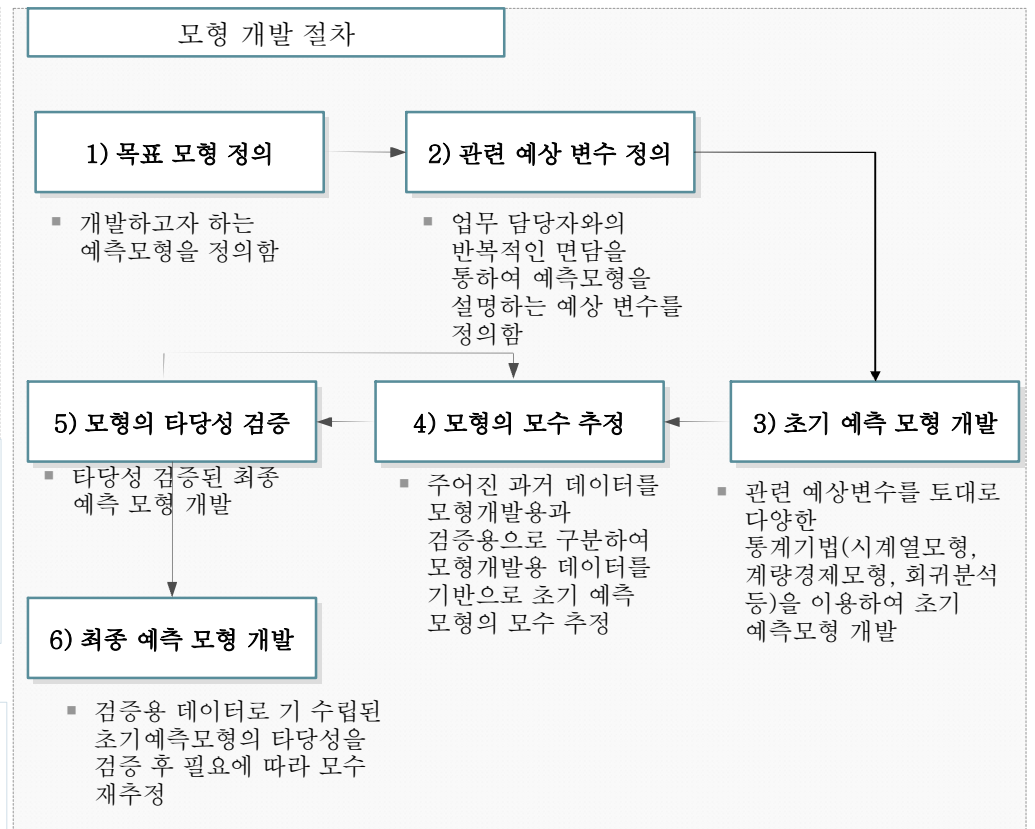 모형 개발 절차
1) 목표 모형 정의
▪ 개발하고자 하는
예측모형을 정의함
2) 관련 예상 변수 정의
▪ 업무 담당자와의
반복적인 면담을
통하여 예측모형을
설명하는 예상 변수를
정의함
3) 초기 예측 모형 개발
▪ 관련 예상변수를 토대로
다양한
통계기법(시계열모형,
계량경제모형, 회귀분석
등)을 이용하여 초기
예측모형 개발
4) 모형의 모수 추정
▪ 주어진 과거 데이터를
모형개발용과
검증용으로 구분하여
모형개발용 데이터를
기반으로 초기 예측
모형의 모수 추정
5) 모형의 타당성 검증
▪ 타당성 검증된 최종
예측 모형 개발
6) 최종 예측 모형 개발
▪ 검증용 데이터로 기 수립된
초기예측모형의 타당성을
검증 후 필요에 따라 모수
재추정